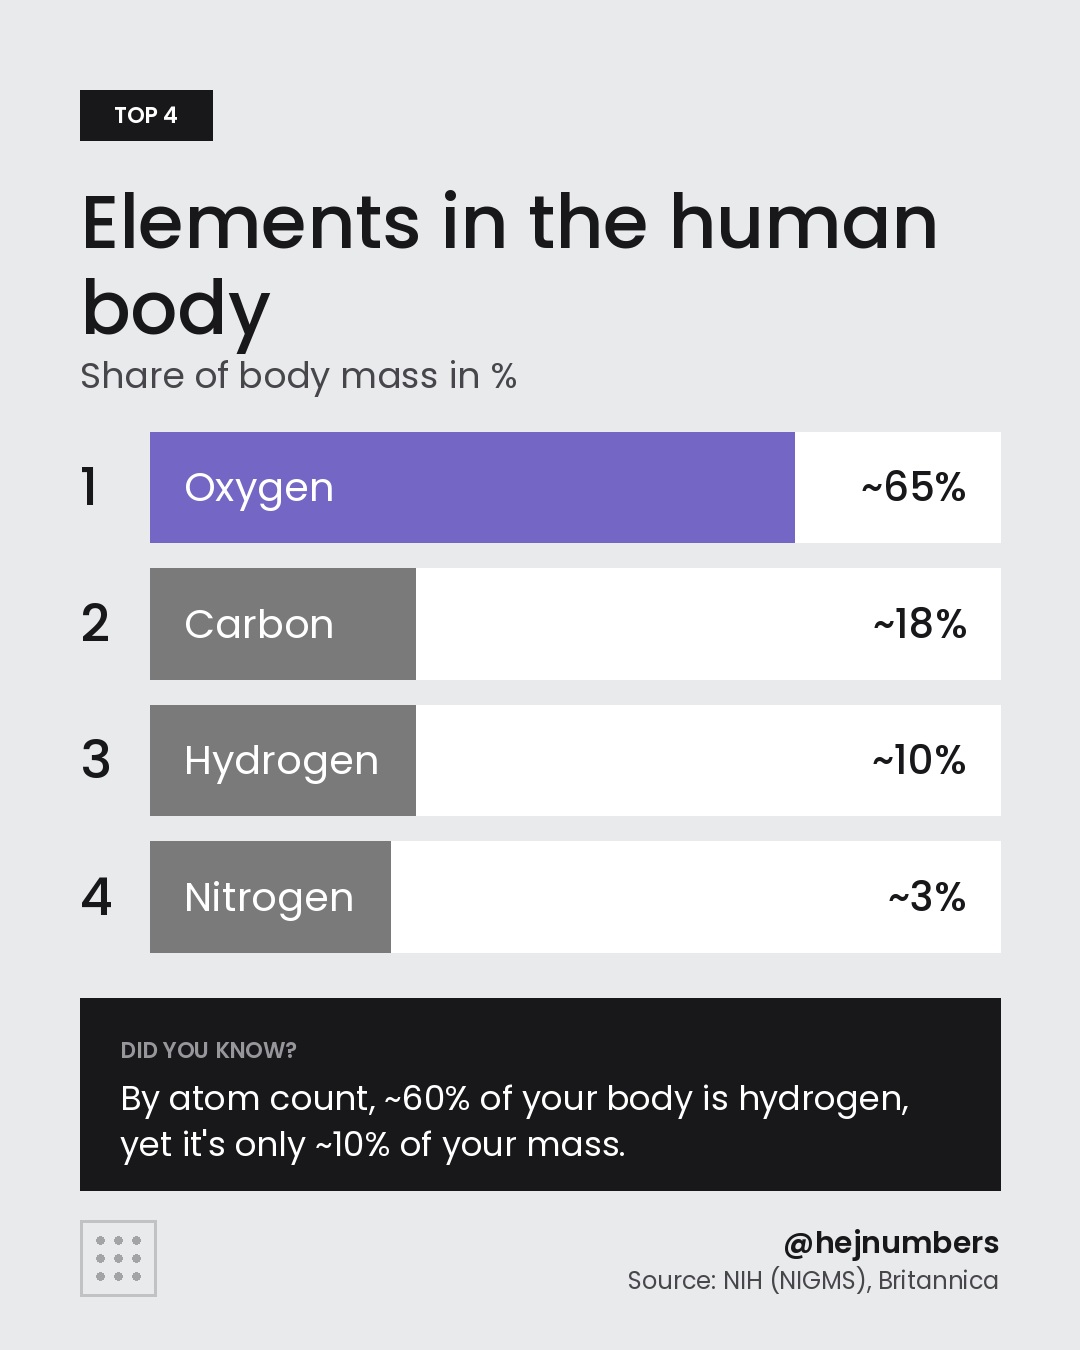 TOP 4
Elements in the human
body
Share of body mass in %
1 Oxygen ~65%
2 Carbon ~18%
3 Hydrogen ~10%
4 Nitrogen ~3%
DID YOU KNOW?
By atom count, ~60% of your body is hydrogen,
yet it's only ~10% of your mass.
@hejnumbers
Source: NIH (NIGMS), Britannica